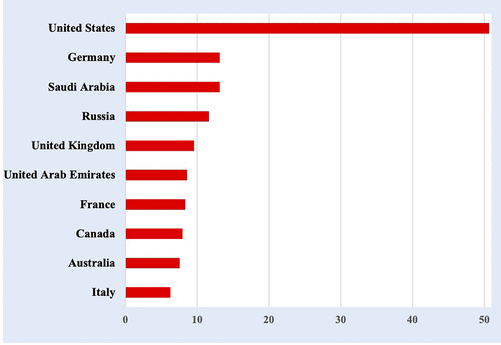 United States
Germany
Saudi Arabia
Russia
United Kingdom
United Arab Emirates
France
Canada
Australia
Italy
0 10 20 30 40 50